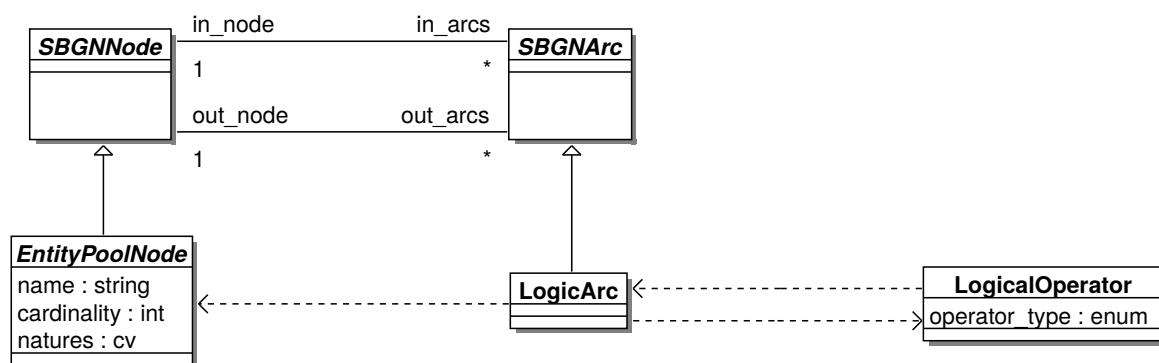 SBGNNode
in_node
in_arcs
SBGNArc
1
*
out_node
out_arcs
1
*
EntityPoolNode
name : string
cardinality : int
natures : cv
LogicArc
LogicalOperator
operator_type : enum